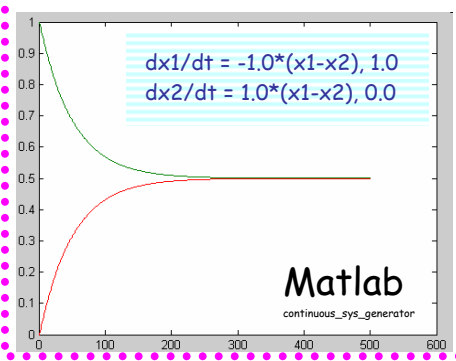 1
0.9
dx1/dt = -1.0*(x1-x2), 1.0
0.8
dx2/dt = 1.0*(x1-x2), 0.0
0.7
0.6
0.5
0.4
0.3
0.2
Matlab
0.1
continuous_sys_generator
0
0 100 200 300 400 500 600